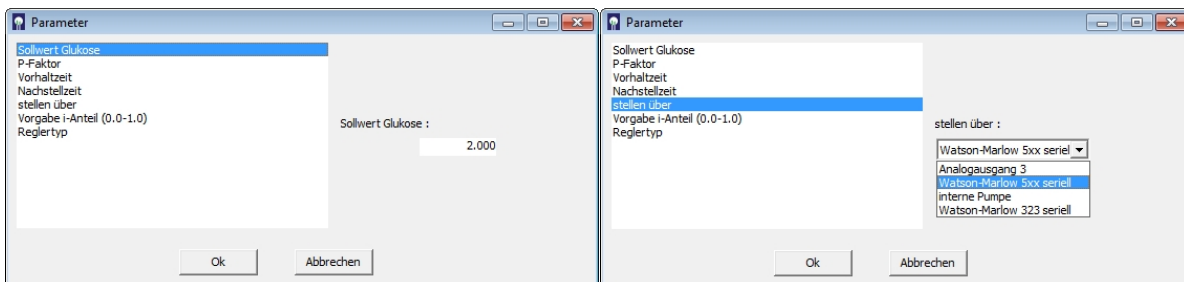 Parameter
Sollwert Glukose
P-Faktor
Vorhaltzeit
Nachstellzeit
stellen über
Vorgabe i-Anteil (0.0-1.0)
Reglertyp
Sollwert Glukose :
2.000
Ok
Abbrechen
Parameter
Sollwert Glukose
P-Faktor
Vorhaltzeit
Nachstellzeit
stellen über
Vorgabe i-Anteil (0.0-1.0)
Reglertyp
stellen über :
Watson-Marlow 5xx seriel
Analogausgang 3
Watson-Marlow 5xx seriell
interne Pumpe
Watson-Marlow 323 seriell
Ok
Abbrechen